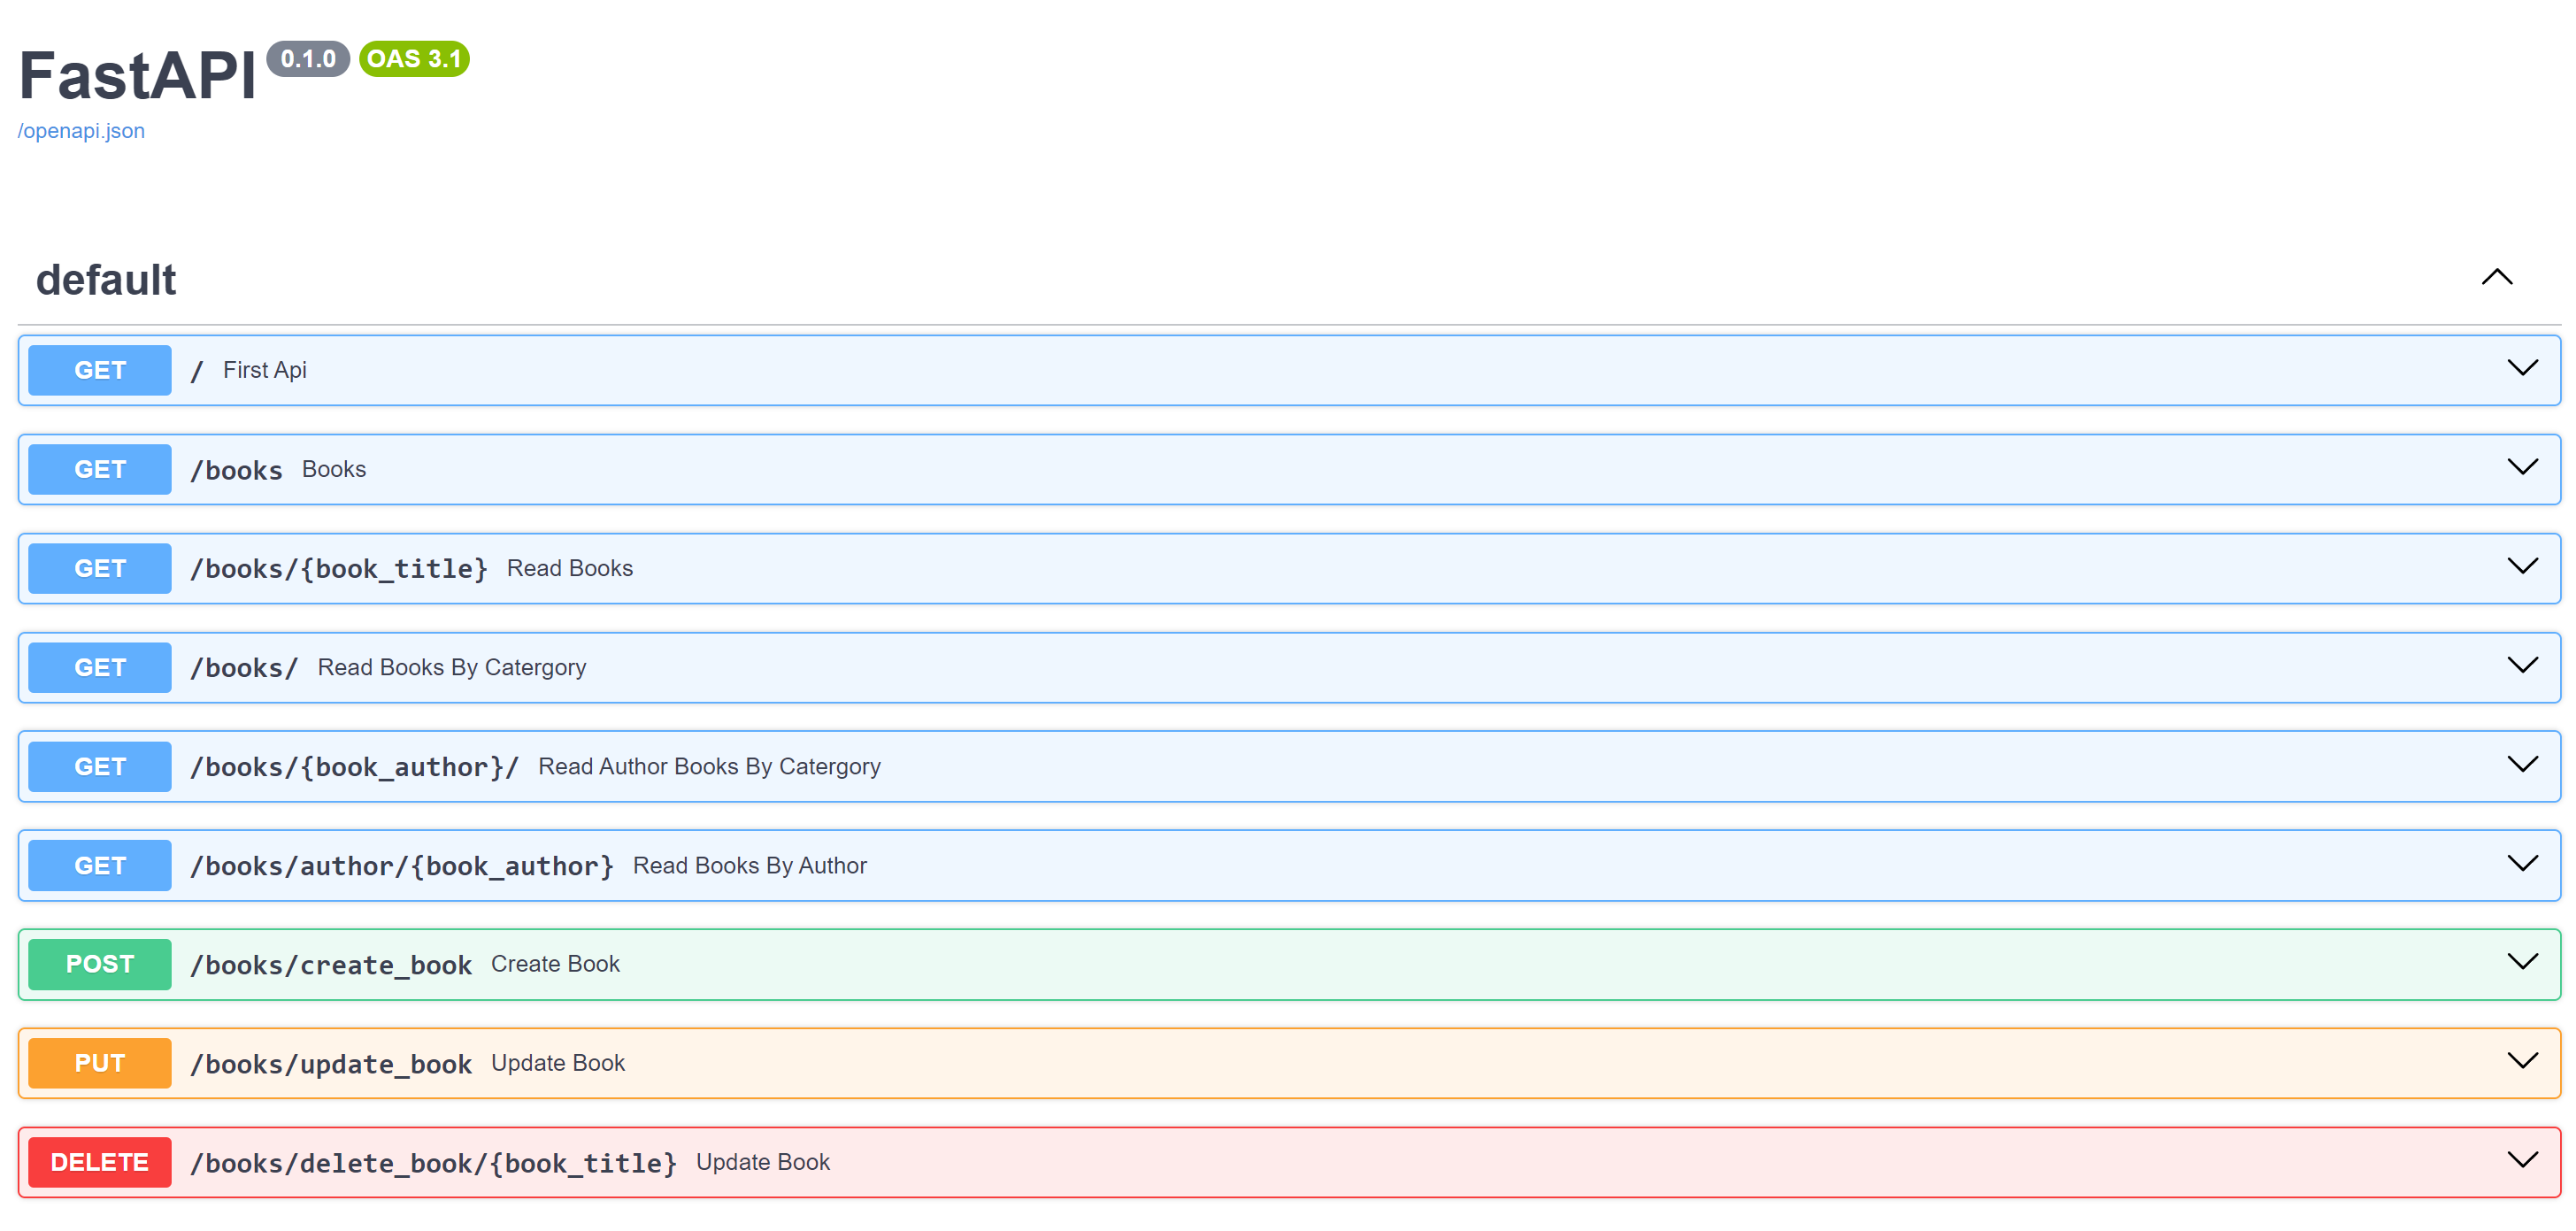 FastAPI 0.1.0 OAS 3.1
/openapi.json
default
GET / First Api
GET /books Books
GET /books/{book_title} Read Books
GET /books/ Read Books By Catergory
GET /books/{book_author}/ Read Author Books By Catergory
GET /books/author/{book_author} Read Books By Author
POST /books/create_book Create Book
PUT /books/update_book Update Book
DELETE /books/delete_book/{book_title} Update Book